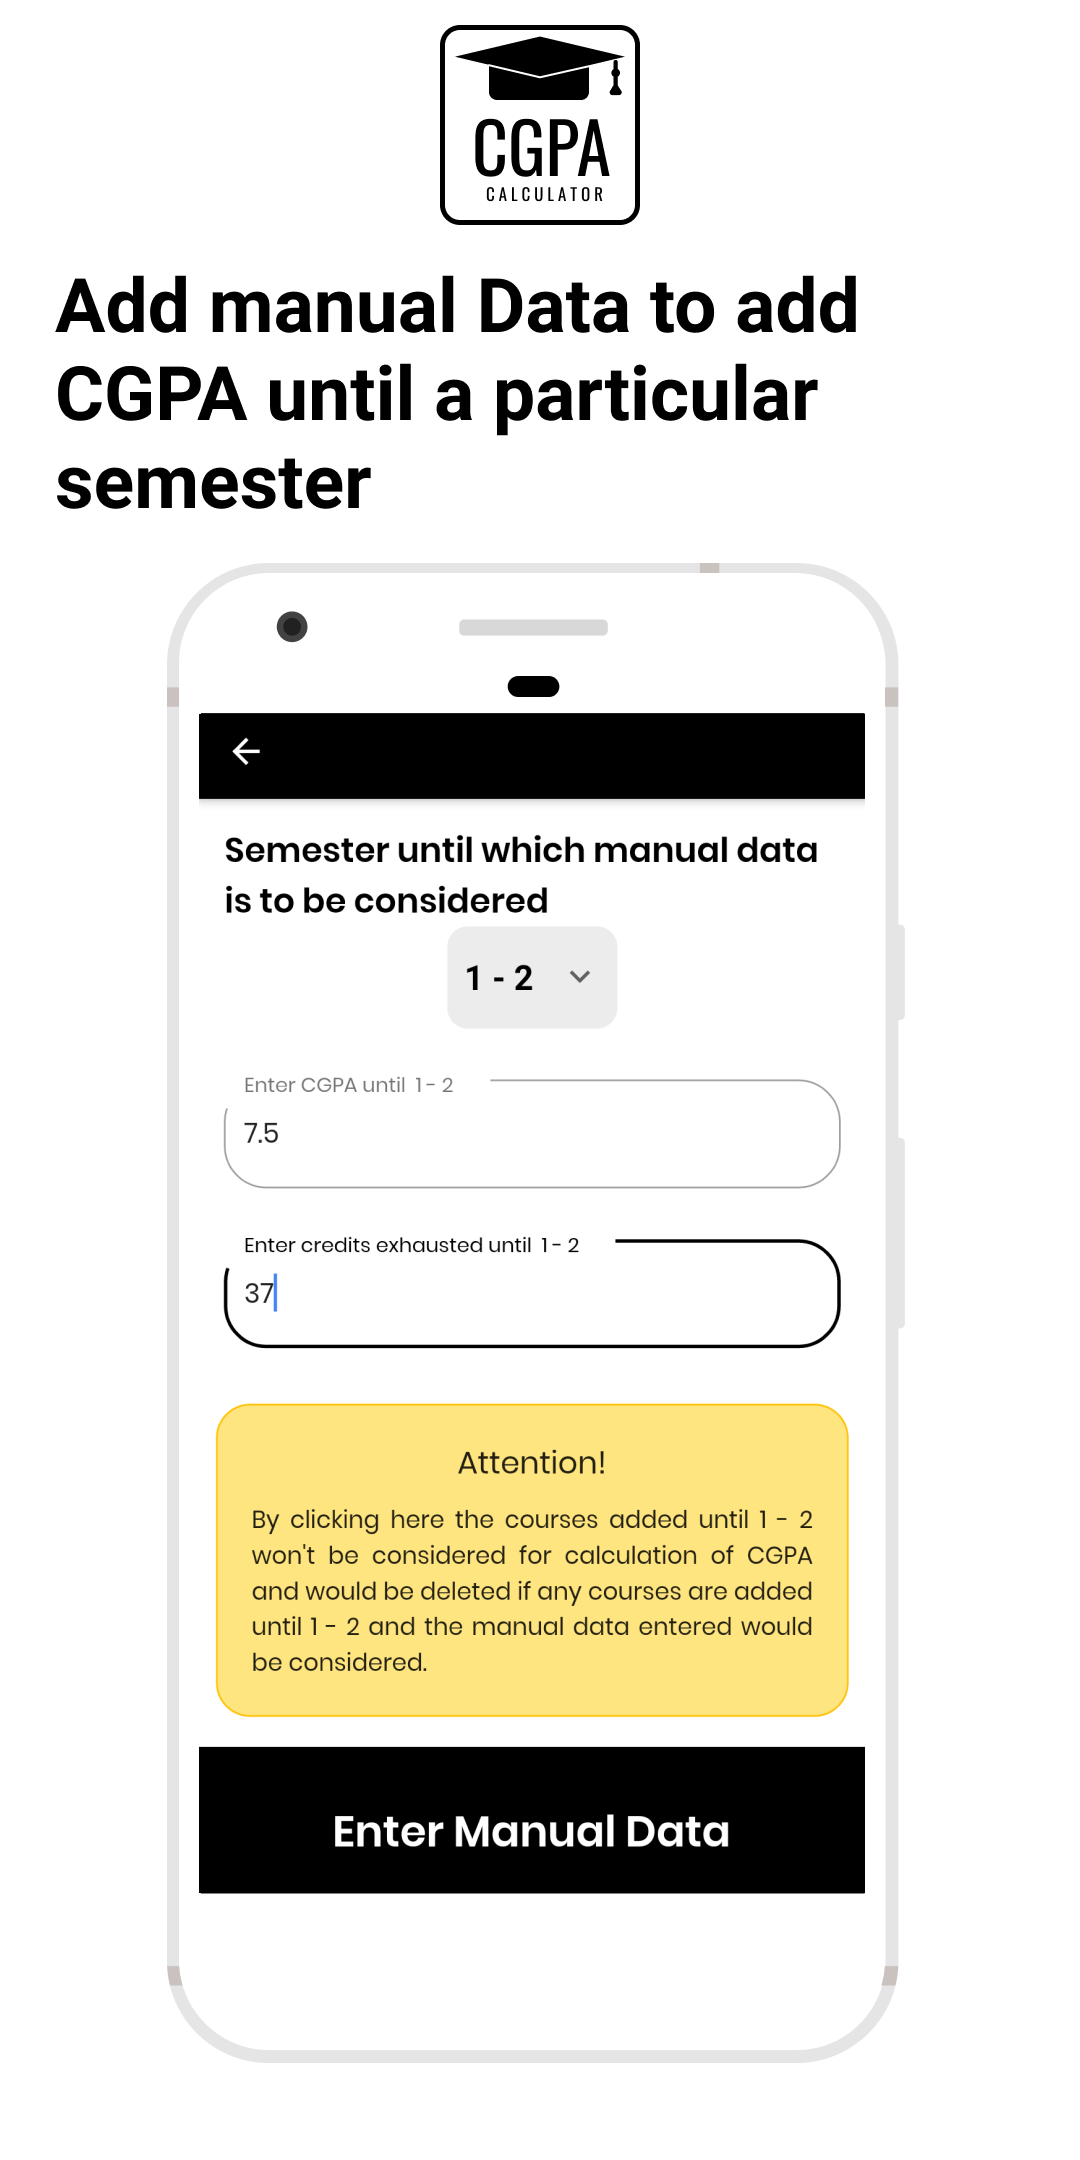 CGPA
CALCULATOR
Add manual Data to add
CGPA until a particular
semester
Semester until which manual data
is to be considered
1 - 2
Enter CGPA until 1 - 2
7.5
Enter credits exhausted until 1 - 2
37
Attention!
By clicking here the courses added until 1 - 2
won't be considered for calculation of CGPA
and would be deleted if any courses are added
until 1 - 2 and the manual data entered would
be considered.
Enter Manual Data